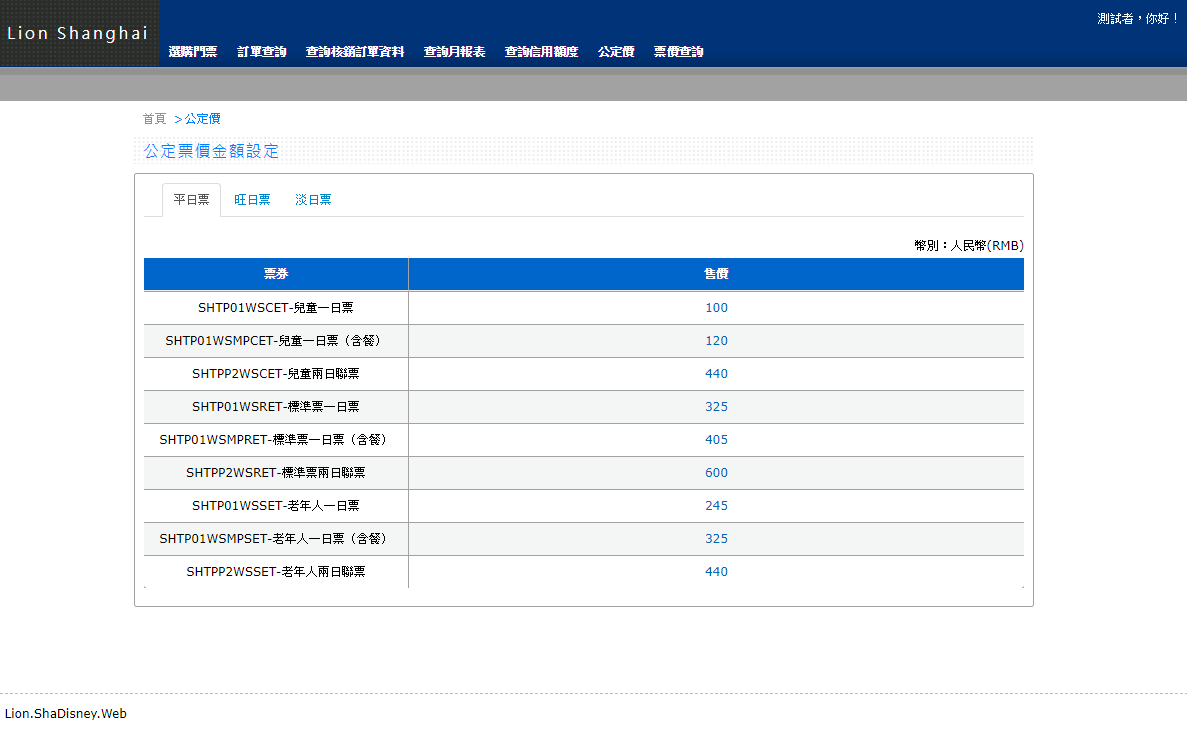 Lion Shanghai
測試者，你好！
選購門票 訂單查詢 查詢核銷訂單資料 查詢月報表 查詢信用額度 公定價 票價查詢
首頁 >公定價
公定票價金額設定
平日票 旺日票 淡日票
幣別：人民幣(RMB)
票券 售價
SHTP01WSCET-兒童一日票 100
SHTP01WSMPCET-兒童一日票（含餐） 120
SHTPP2WSCET-兒童兩日聯票 440
SHTP01WSRET-標準票一日票 325
SHTP01WSMPRET-標準票一日票（含餐） 405
SHTPP2WSRET-標準票兩日聯票 600
SHTP01WSSET-老年人一日票 245
SHTP01WSMPSET-老年人一日票（含餐） 325
SHTPP2WSSET-老年人兩日聯票 440
Lion.ShaDisney.Web